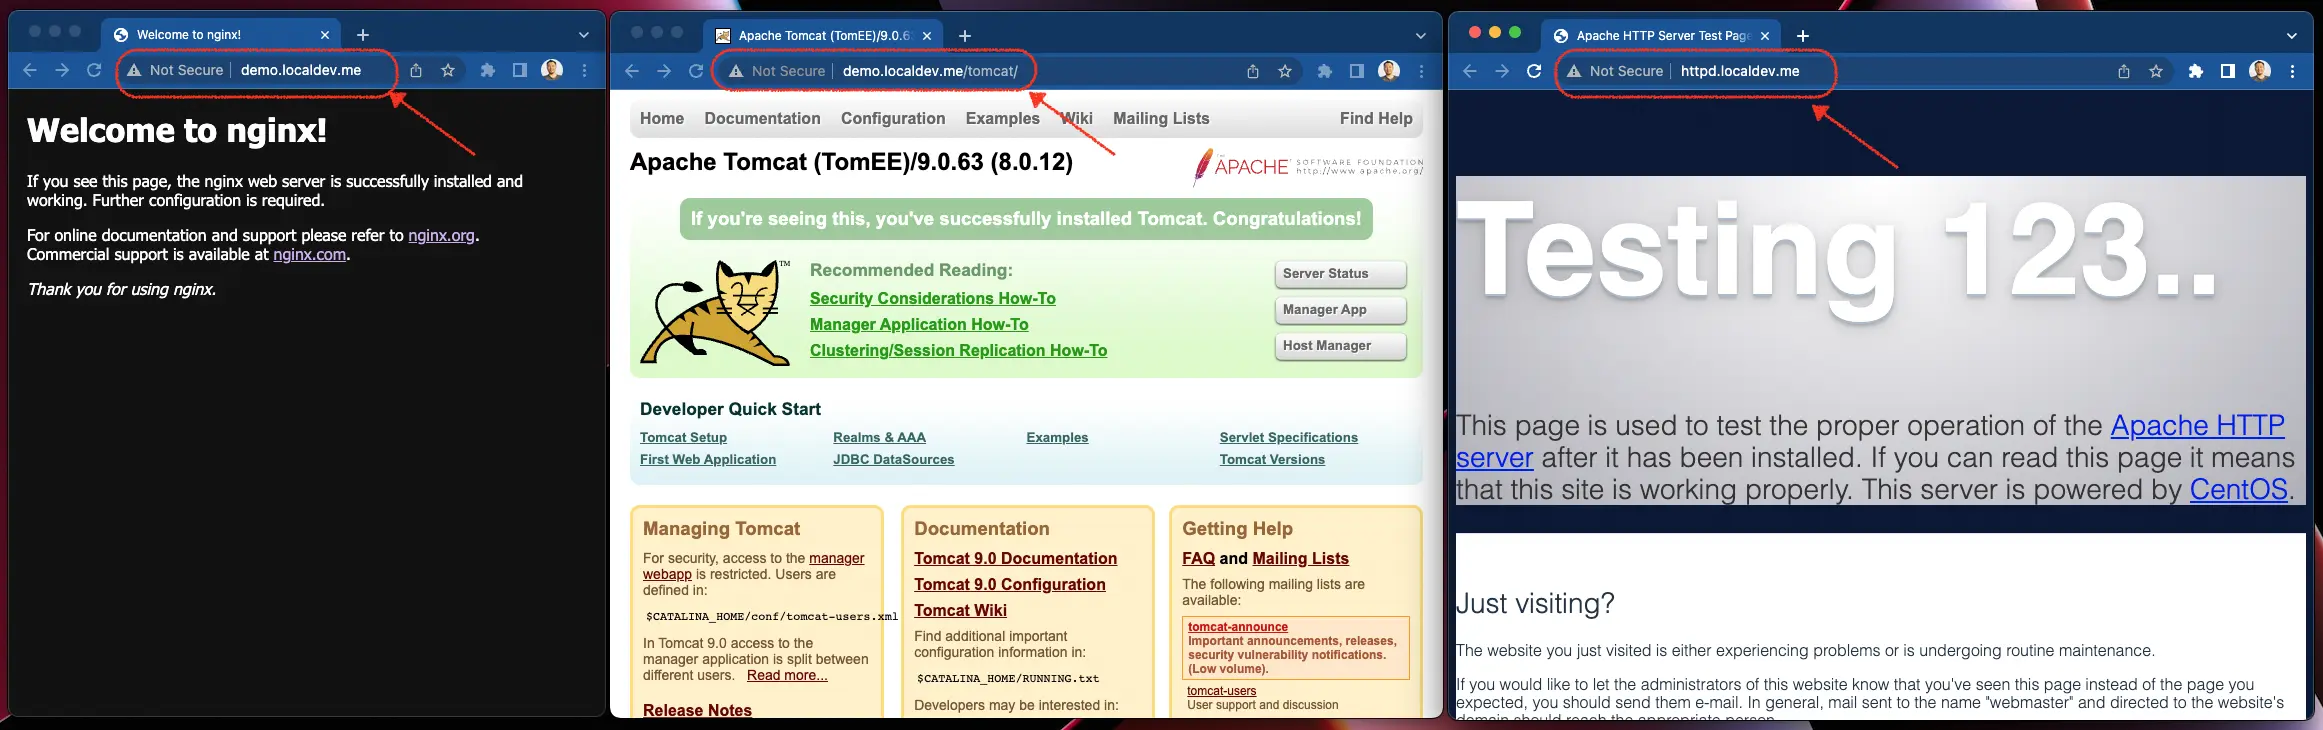 Welcome to nginx!
Not Secure | demo.localdev.me
Welcome to nginx!
If you see this page, the nginx web server is successfully installed and
working. Further configuration is required.
For online documentation and support please refer to nginx.org.
Commercial support is available at nginx.com.
Thank you for using nginx.
Apache Tomcat (TomEE)/9.0.63
Not Secure | demo.localdev.me/tomcat/
Home Documentation Configuration Examples Wiki Mailing Lists Find Help
Apache Tomcat (TomEE)/9.0.63 (8.0.12)
THE APACHE SOFTWARE FOUNDATION
http://www.apache.org/
If you're seeing this, you've successfully installed Tomcat. Congratulations!
TM
Recommended Reading:
Security Considerations How-To
Manager Application How-To
Clustering/Session Replication How-To
Server Status
Manager App
Host Manager
Developer Quick Start
Tomcat Setup
First Web Application
Realms & AAA
JDBC DataSources
Examples
Servlet Specifications
Tomcat Versions
Managing Tomcat
For security, access to the manager
webapp is restricted. Users are
defined in:
$CATALINA_HOME/conf/tomcat-users.xml
In Tomcat 9.0 access to the
manager application is split between
different users. Read more...
Release Notes
Documentation
Tomcat 9.0 Documentation
Tomcat 9.0 Configuration
Tomcat Wiki
Find additional important
configuration information in:
$CATALINA_HOME/RUNNING.txt
Developers may be interested in:
Getting Help
FAQ and Mailing Lists
The following mailing lists are
available:
tomcat-announce
Important announcements, releases,
security vulnerability notifications.
(Low volume).
tomcat-users
User support and discussion
Apache HTTP Server Test Page
Not Secure | httpd.localdev.me
Testing 123..
This page is used to test the proper operation of the Apache HTTP
server after it has been installed. If you can read this page it means
that this site is working properly. This server is powered by CentOS.
Just visiting?
The website you just visited is either experiencing problems or is undergoing routine maintenance.
If you would like to let the administrators of this website know that you've seen this page instead of the page you
expected, you should send them e-mail. In general, mail sent to the name "webmaster" and directed to the website's
domain should reach the appropriate person.